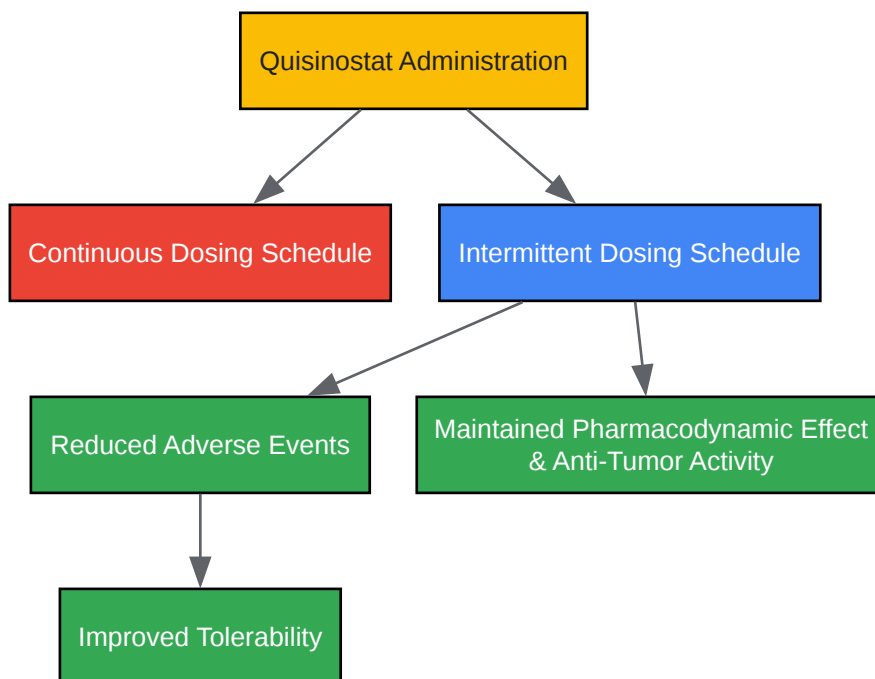 Quisinostat Administration
Continuous Dosing Schedule
Intermittent Dosing Schedule
Reduced Adverse Events
Maintained Pharmacodynamic Effect
& Anti-Tumor Activity
Improved Tolerability